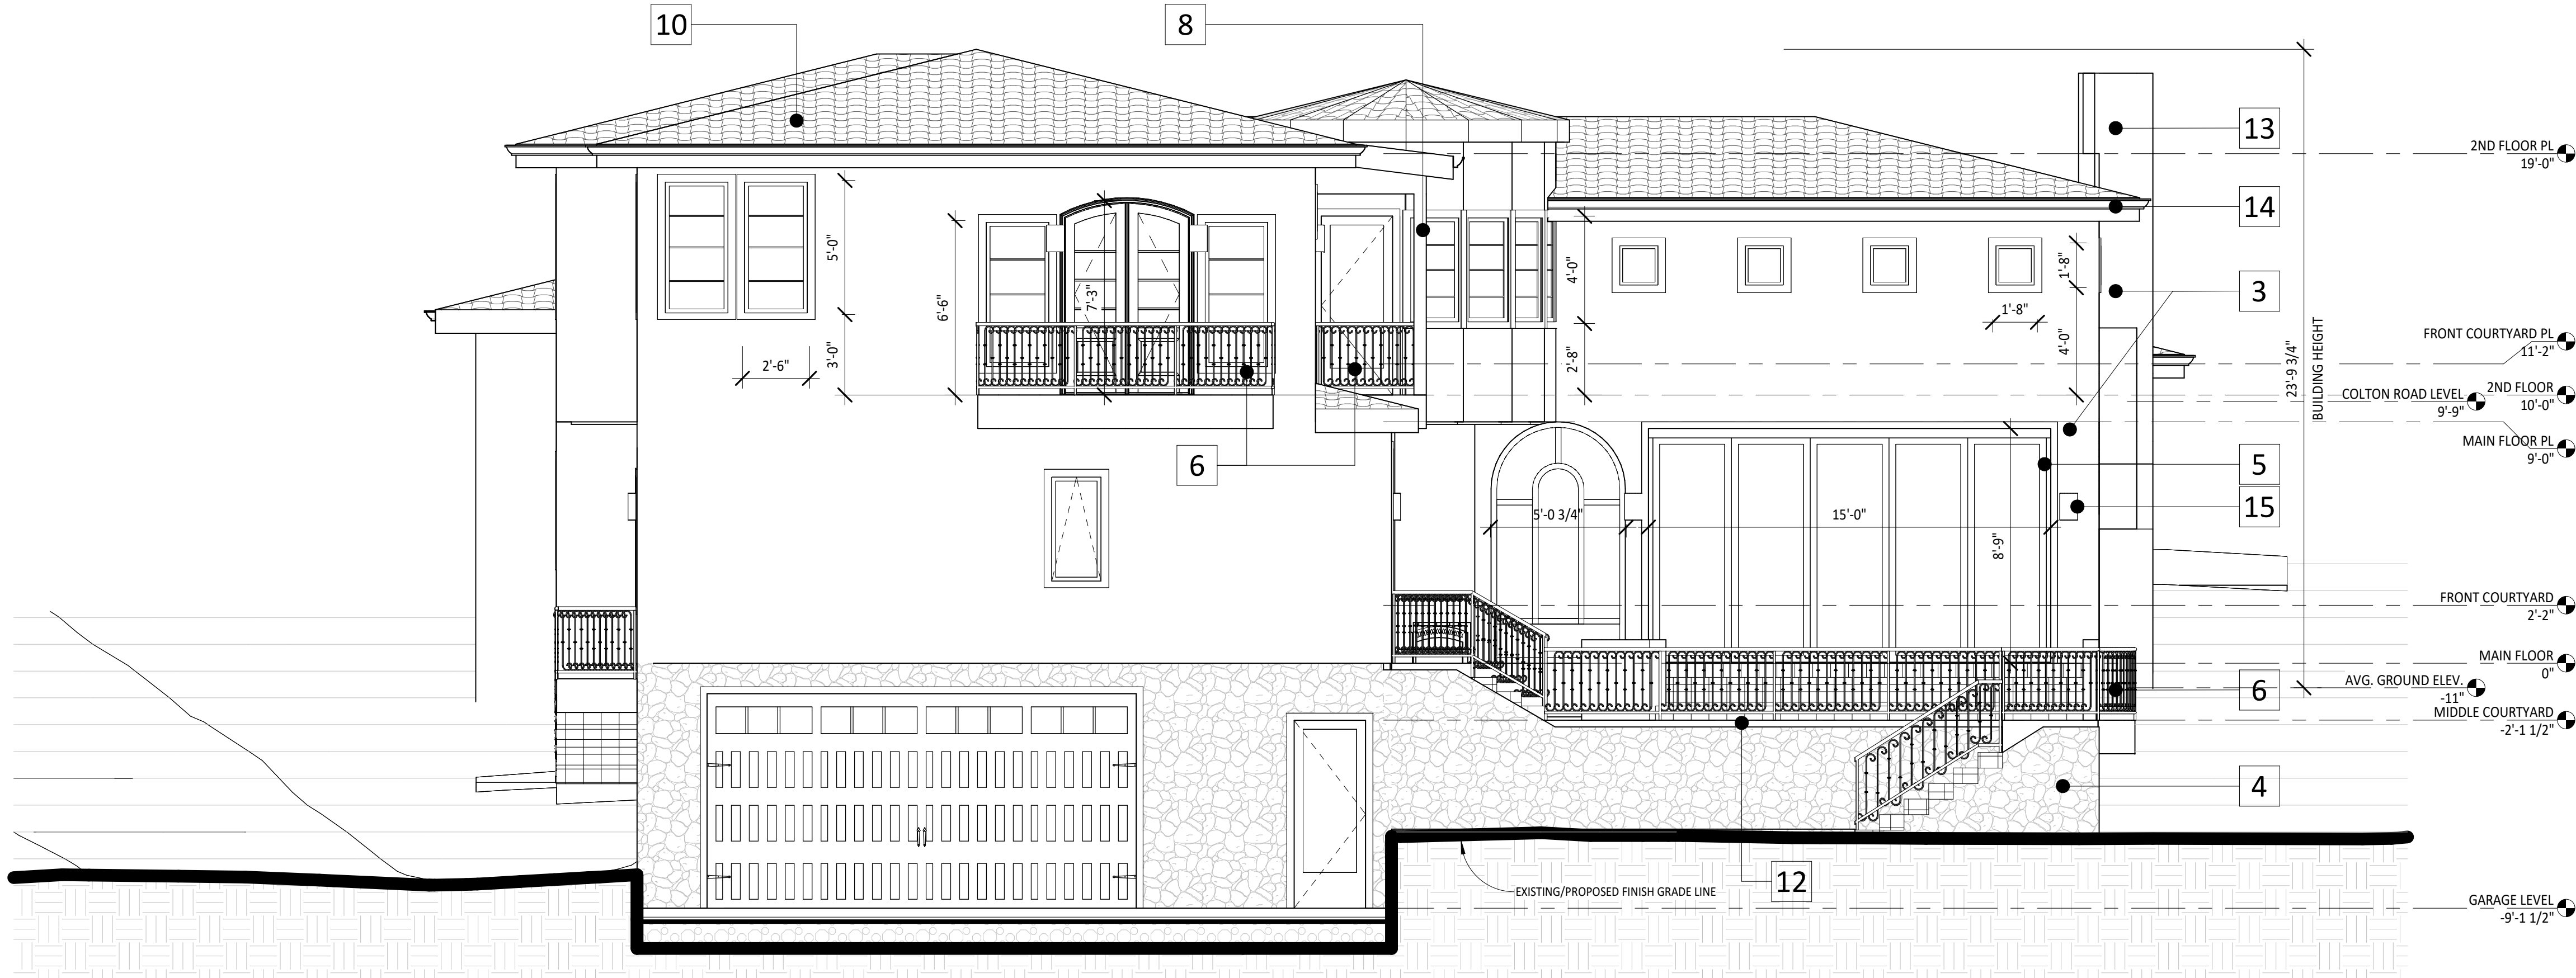 10
8
13
2ND FLOOR PL
19'-0"
14
5'-0"
6'-6"
7'-3"
4'-0"
1'-8"
3
1'-8"
FRONT COURTYARD PL
11'-2"
3'-0"
2'-6"
2'-8"
4'-0"
23'-9 3/4"
BUILDING HEIGHT
COLTON ROAD LEVEL
9'-9"
2ND FLOOR
10'-0"
MAIN FLOOR PL
9'-0"
6
5
15
5'-0 3/4"
15'-0"
8'-9"
FRONT COURTYARD
2'-2"
MAIN FLOOR
0"
AVG. GROUND ELEV.
-11"
6
MIDDLE COURTYARD
-2'-1 1/2"
4
12
EXISTING/PROPOSED FINISH GRADE LINE
GARAGE LEVEL
-9'-1 1/2"